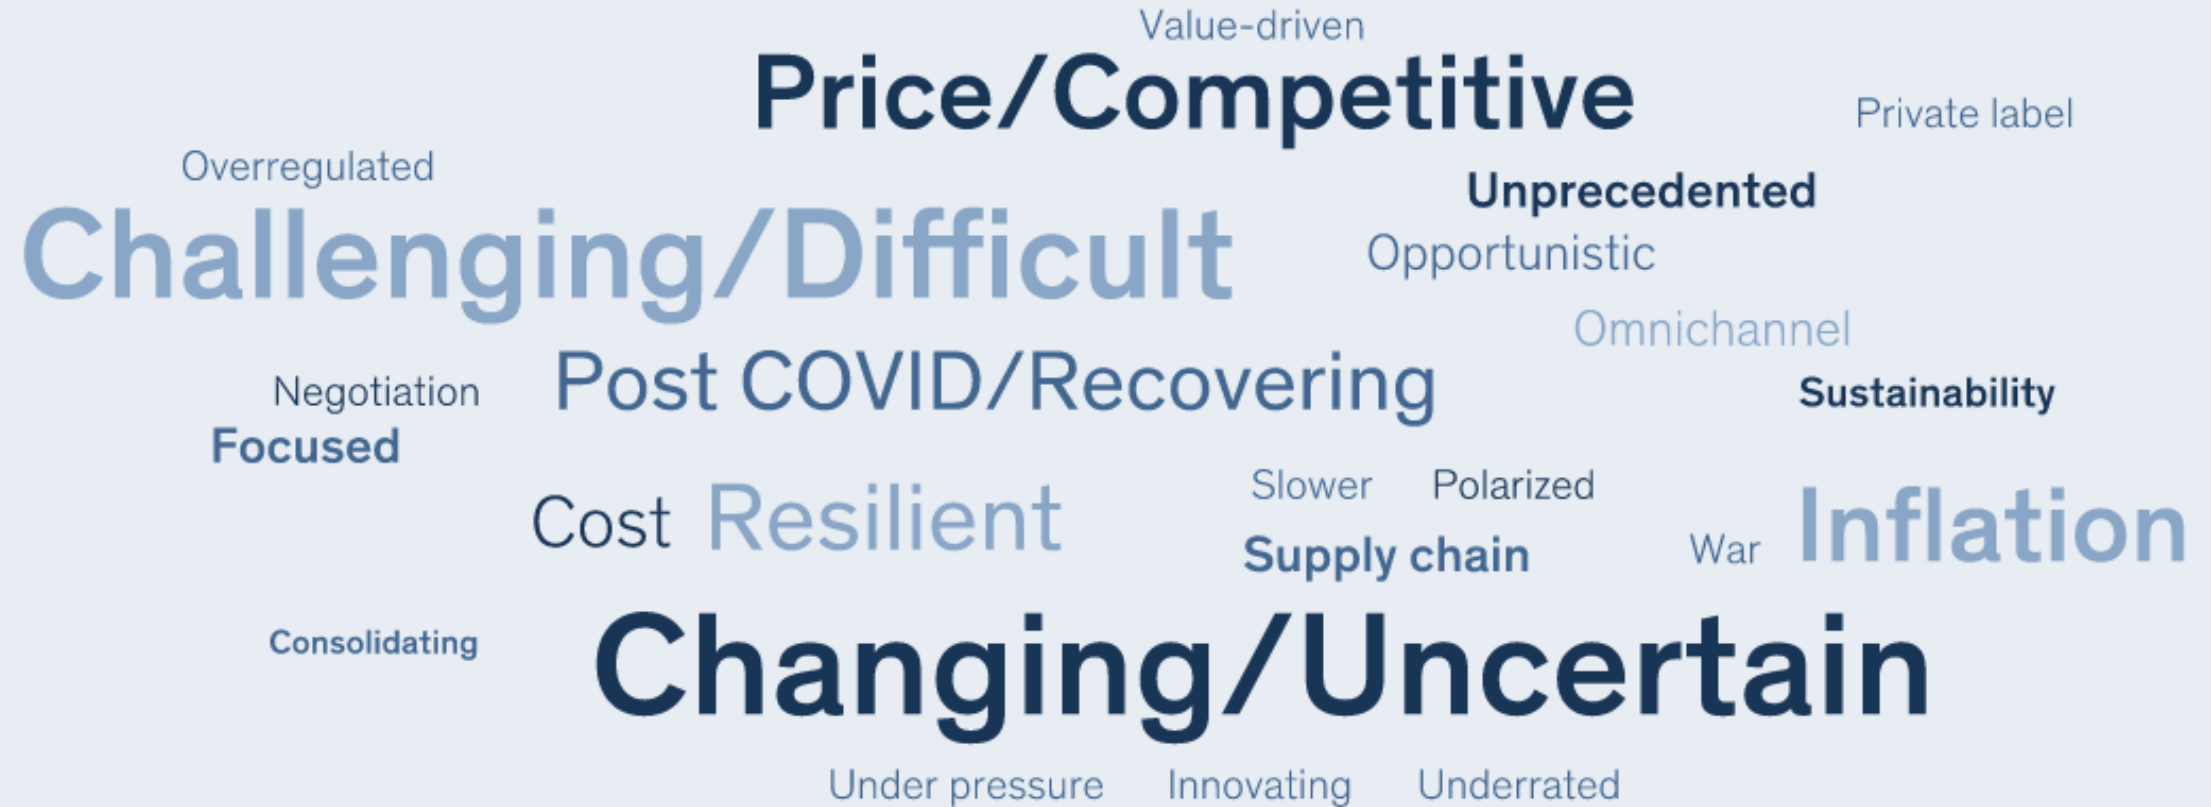 Value-driven
Price/Competitive
Private label
Overregulated
Unprecedented
Challenging/Difficult
Opportunistic
Omnichannel
Negotiation
Post COVID/Recovering
Sustainability
Focused
Cost
Resilient
Slower
Polarized
Supply chain
War
Inflation
Consolidating
Changing/Uncertain
Under pressure
Innovating
Underrated